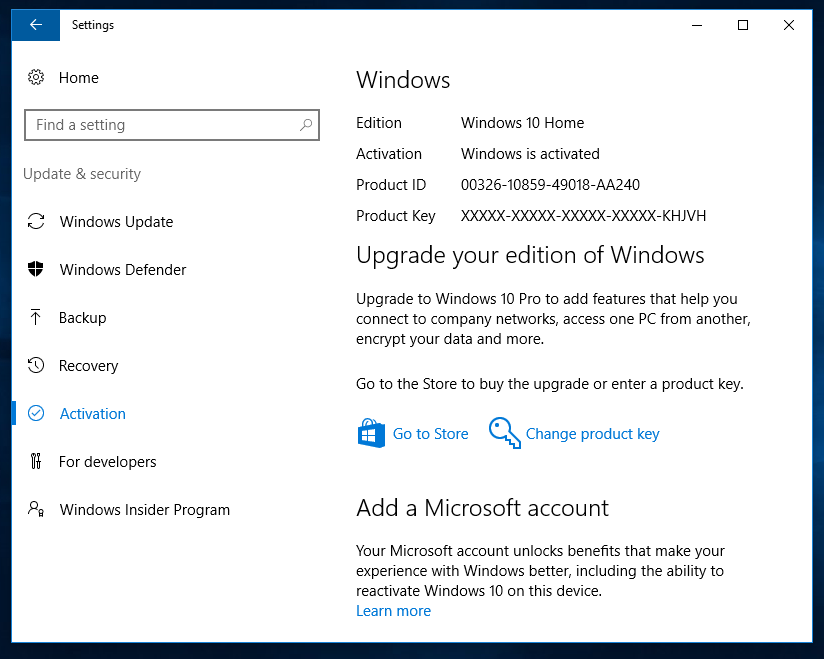 Settings
Home
Find a setting
Update & security
Windows Update
Windows Defender
Backup
Recovery
Activation
For developers
Windows Insider Program
Windows
Edition Windows 10 Home
Activation Windows is activated
Product ID 00326-10859-49018-AA240
Product Key XXXXX-XXXXX-XXXXX-XXXXX-KHJVH
Upgrade your edition of Windows
Upgrade to Windows 10 Pro to add features that help you
connect to company networks, access one PC from another,
encrypt your data and more.
Go to the Store to buy the upgrade or enter a product key.
Go to Store Change product key
Add a Microsoft account
Your Microsoft account unlocks benefits that make your
experience with Windows better, including the ability to
reactivate Windows 10 on this device.
Learn more